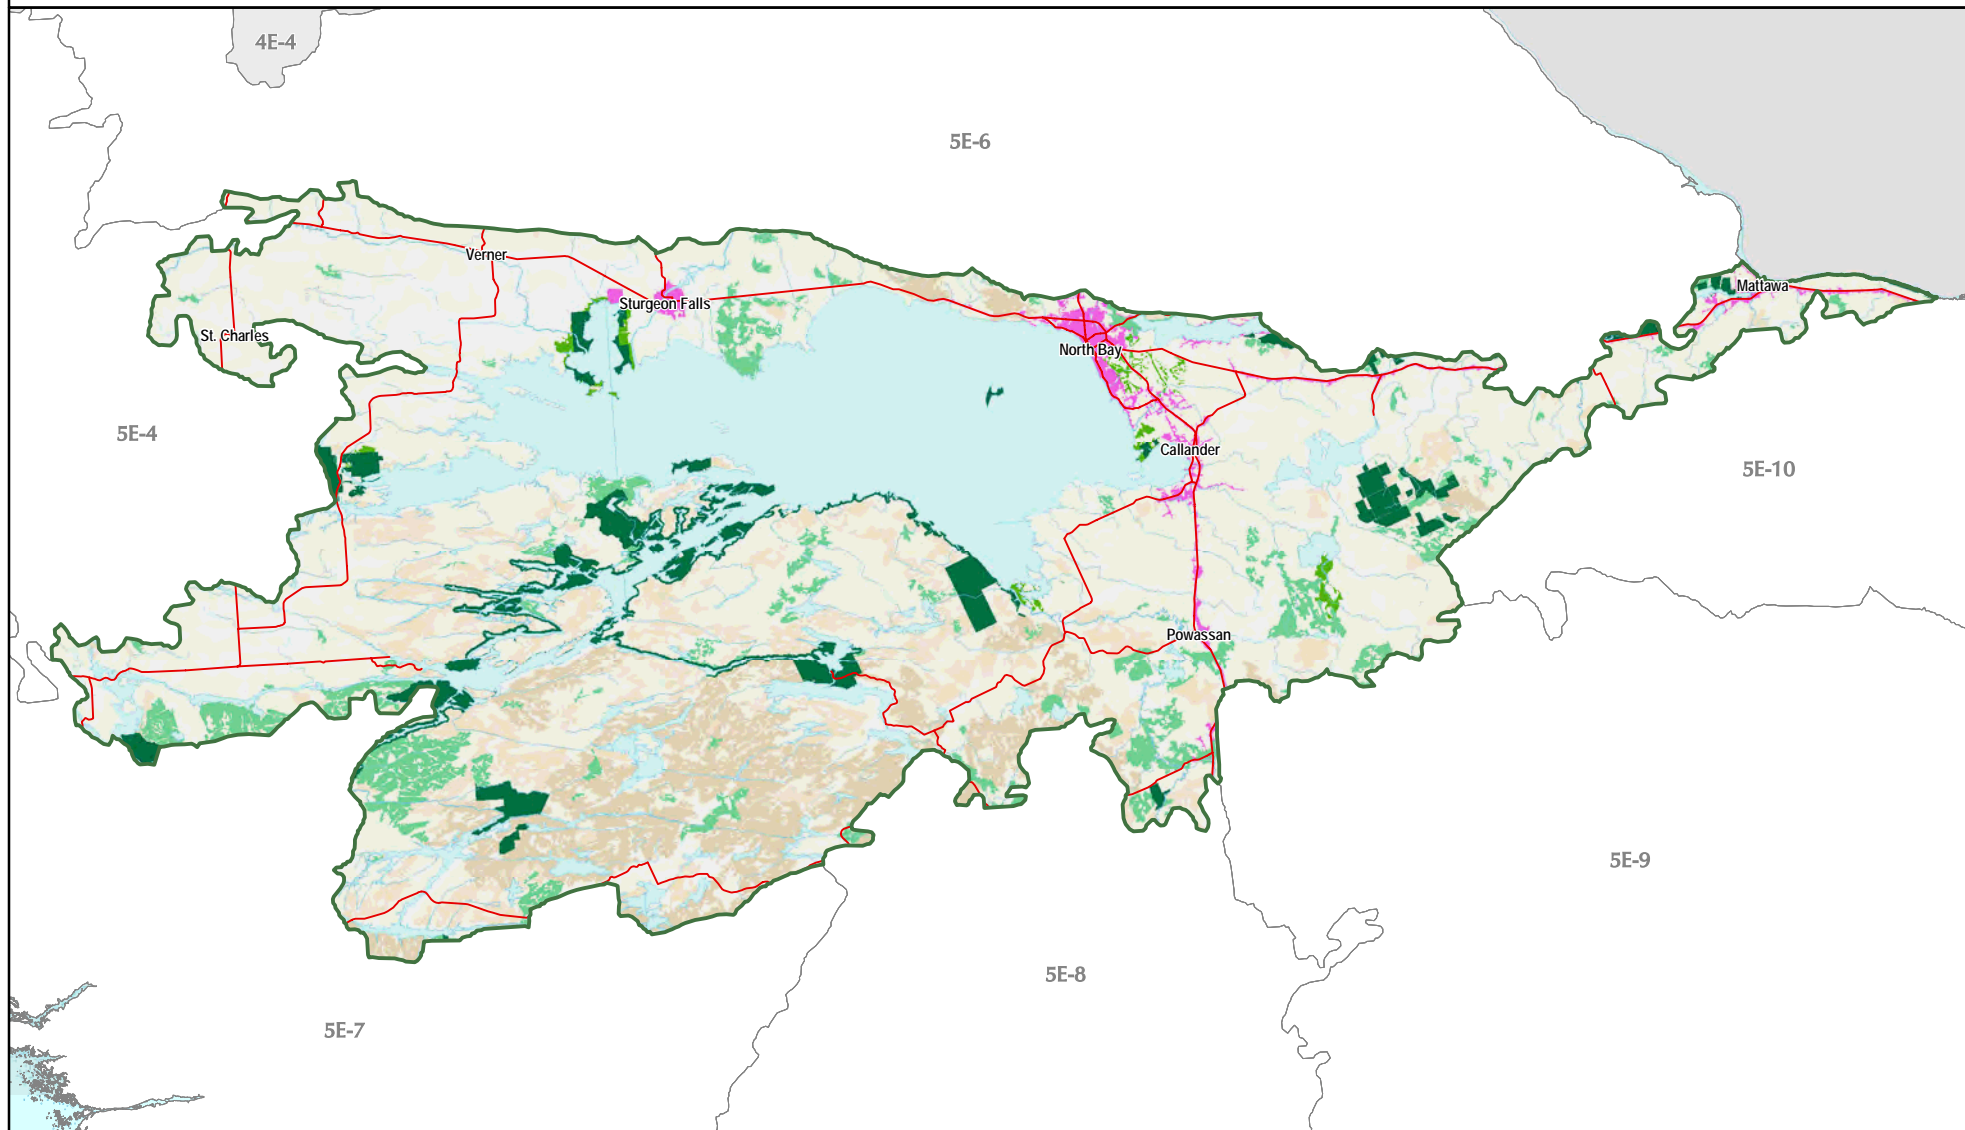 4E-4
5E-6
Verner
Mattawa
Sturgeon Falls
St. Charles
North Bay
5E-4
Callander
5E-10
Powassan
5E-9
5E-8
5E-7